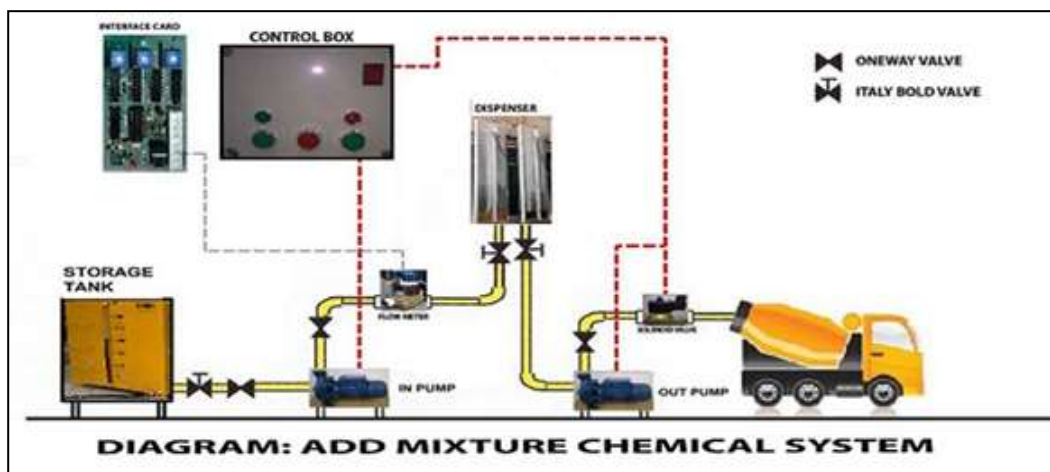 INTERFACE CARD
CONTROL BOX
ONEWAY VALVE
ITALY BOLD VALVE
DISPENSER
STORAGE
TANK
FLOW METER
SOLENOID VALVE
IN PUMP
OUT PUMP
DIAGRAM: ADD MIXTURE CHEMICAL SYSTEM